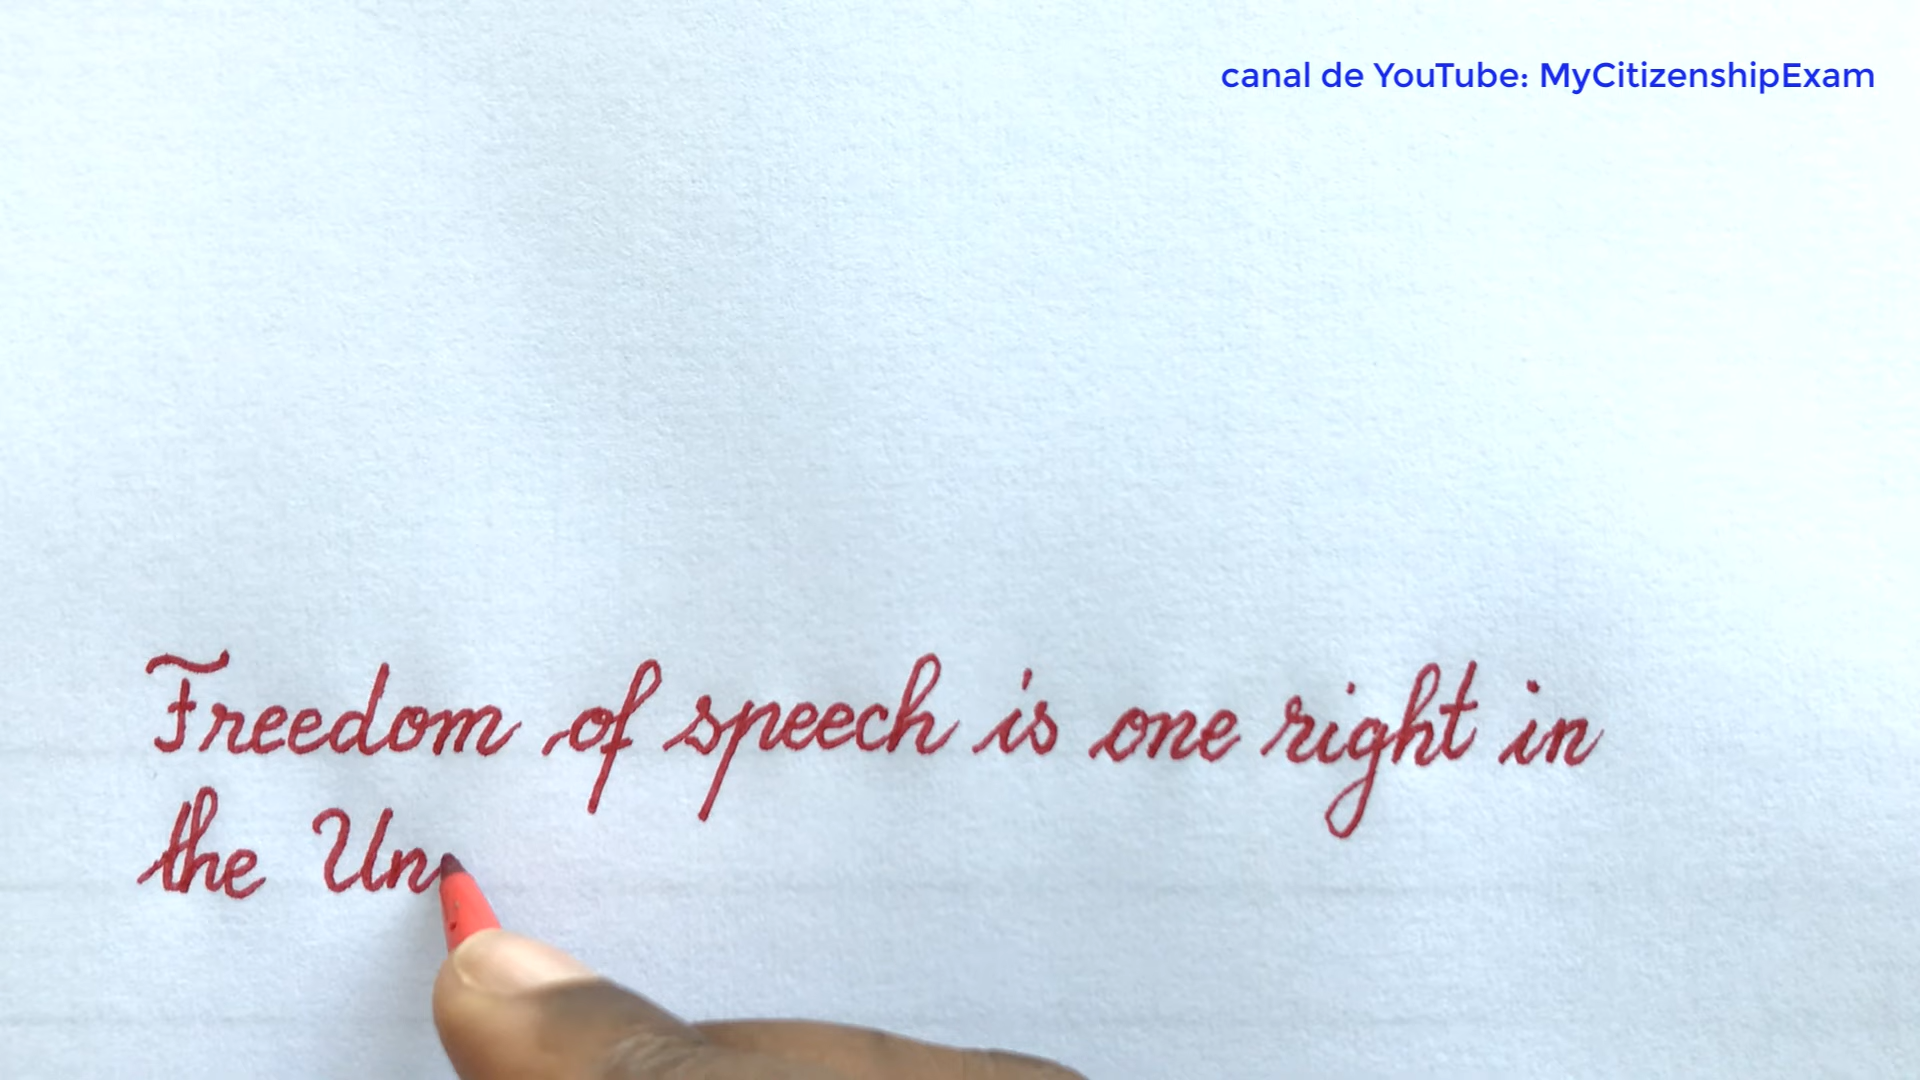 canal de YouTube: MyCitizenshipExam
Freedom of speech is one right in
the Un